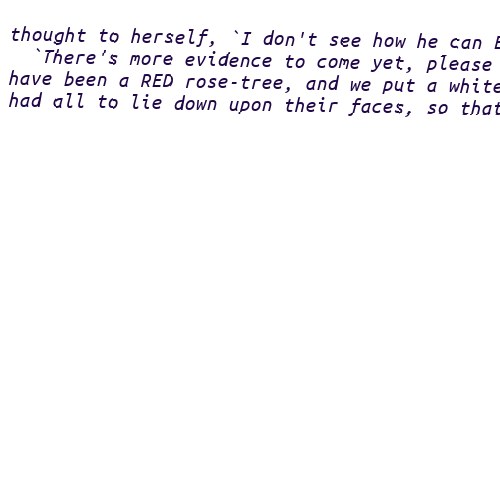 thought to herself, `I don't see how he can
`There's more evidence to come yet, please
have been a RED rose-tree, and we put a white
had all to lie down upon their faces, so that